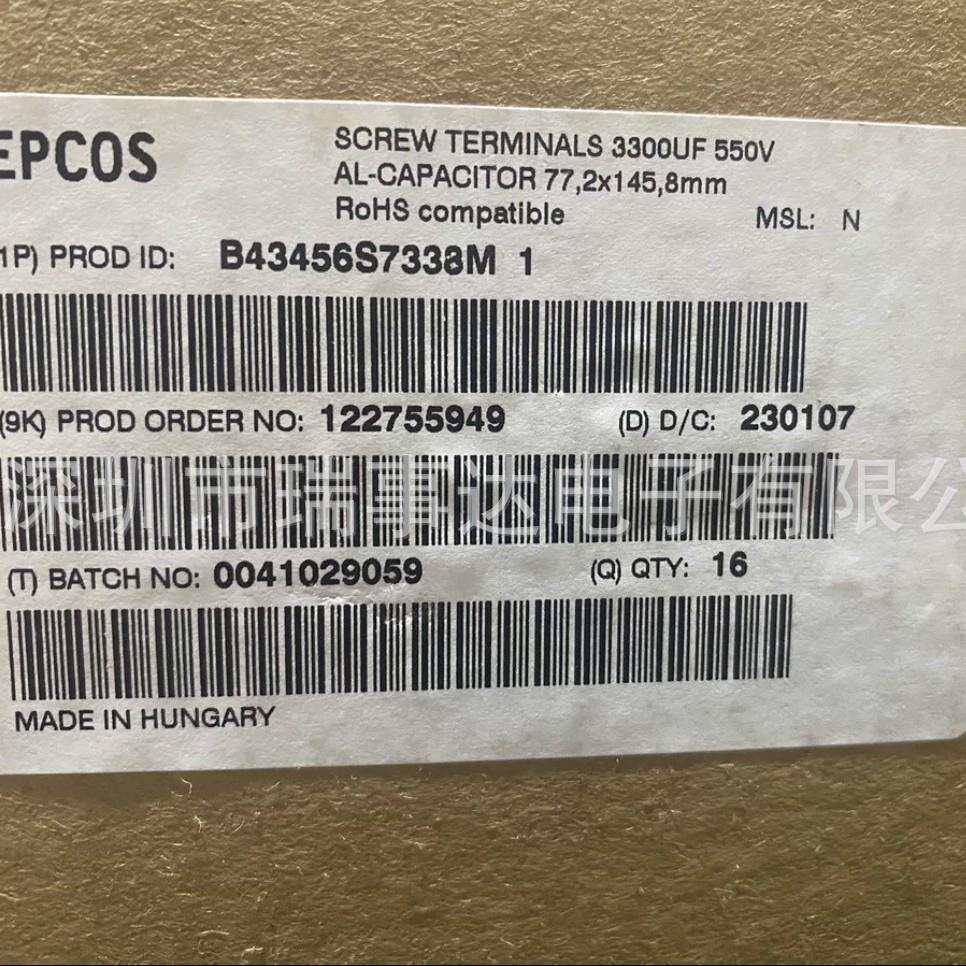 EPCOS
SCREW TERMINALS 3300UF 550V
AL-CAPACITOR 77,2x145,8mm
RoHS compatible
MSL: N
1P) PROD ID: B43456S7338M 1
(9K) PROD ORDER NO: 122755949 (D) D/C: 230107
深圳市瑞事达电子有限公
(T) BATCH NO: 0041029059 (Q) QTY: 16
MADE IN HUNGARY